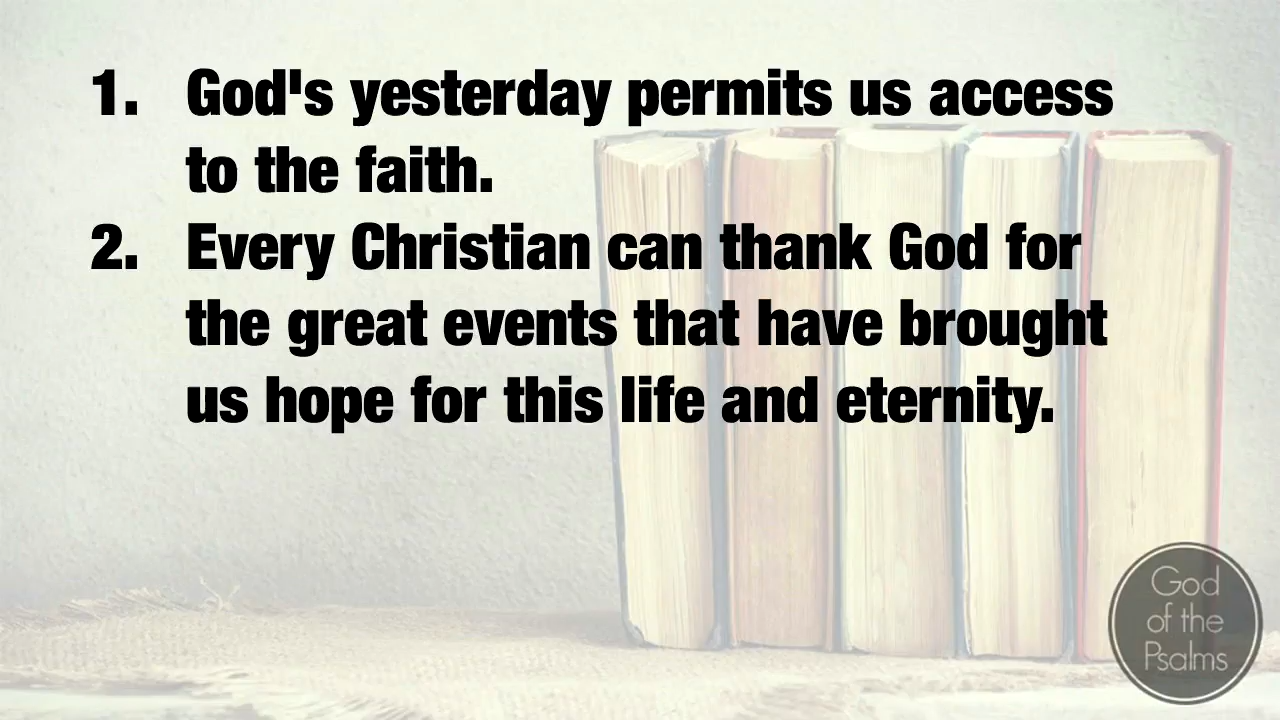 1. God's yesterday permits us access
to the faith.
2. Every Christian can thank God for
the great events that have brought
us hope for this life and eternity.
God
of the
Psalms